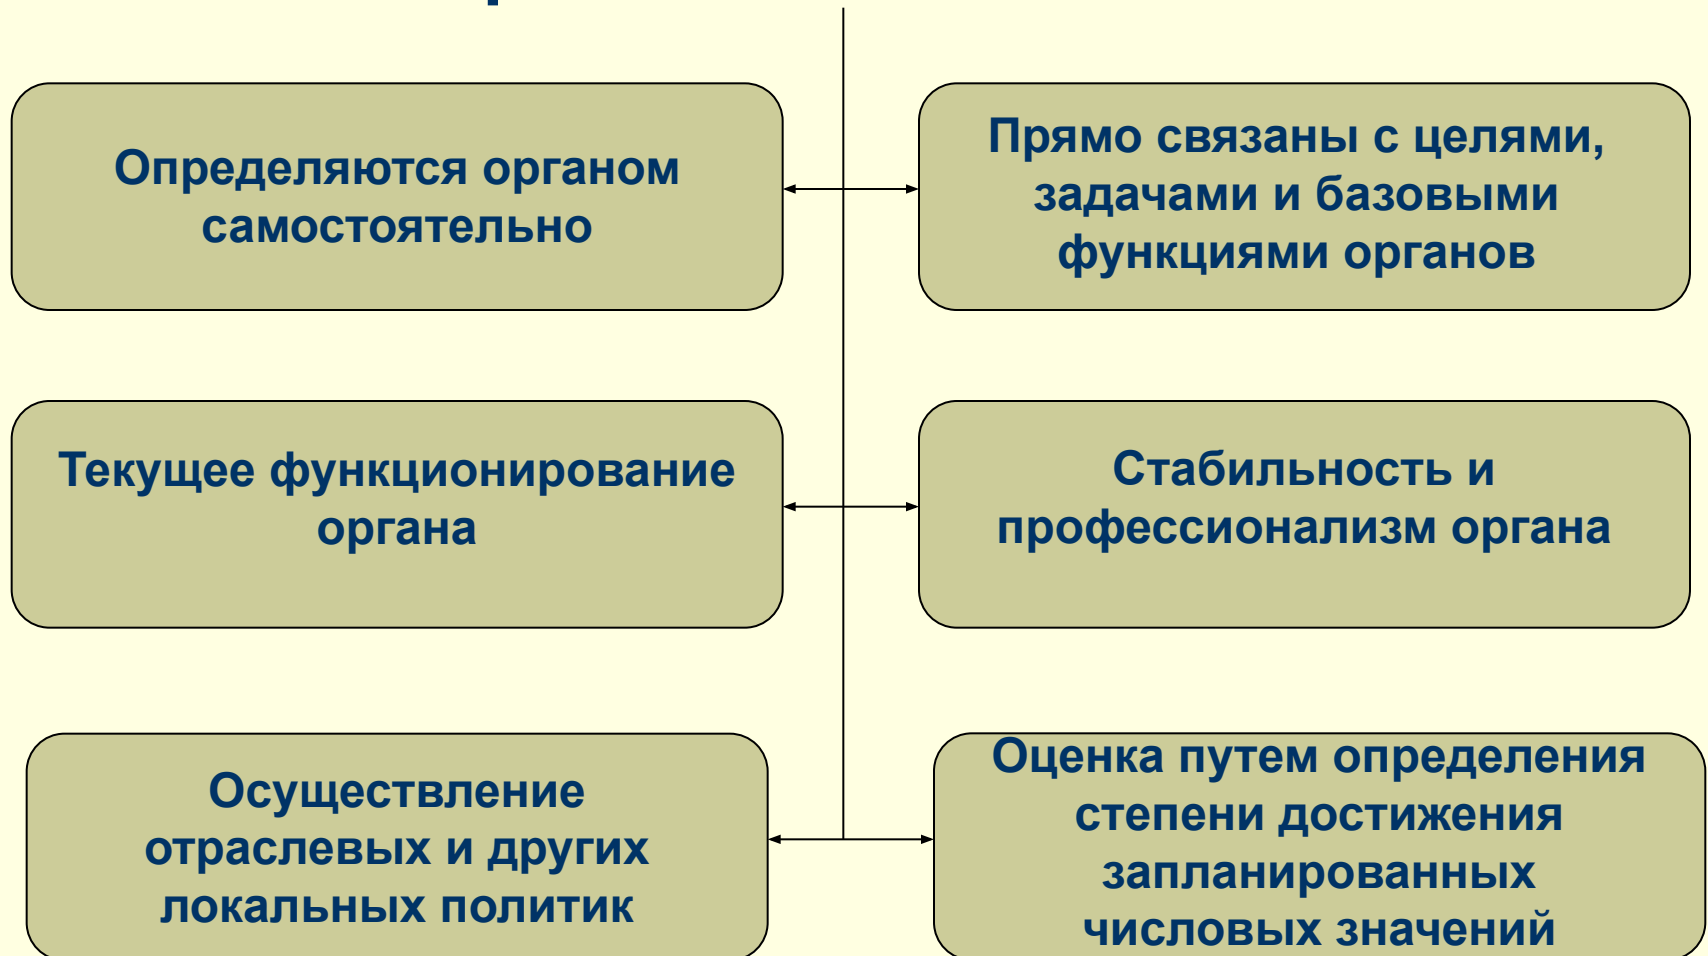 Определяются органом
самостоятельно
Прямо связаны с целями,
задачами и базовыми
функциями органов
Текущее функционирование
органа
Стабильность и
профессионализм органа
Осуществление
отраслевых и других
локальных политик
Оценка путем определения
степени достижения
запланированных
числовых значений